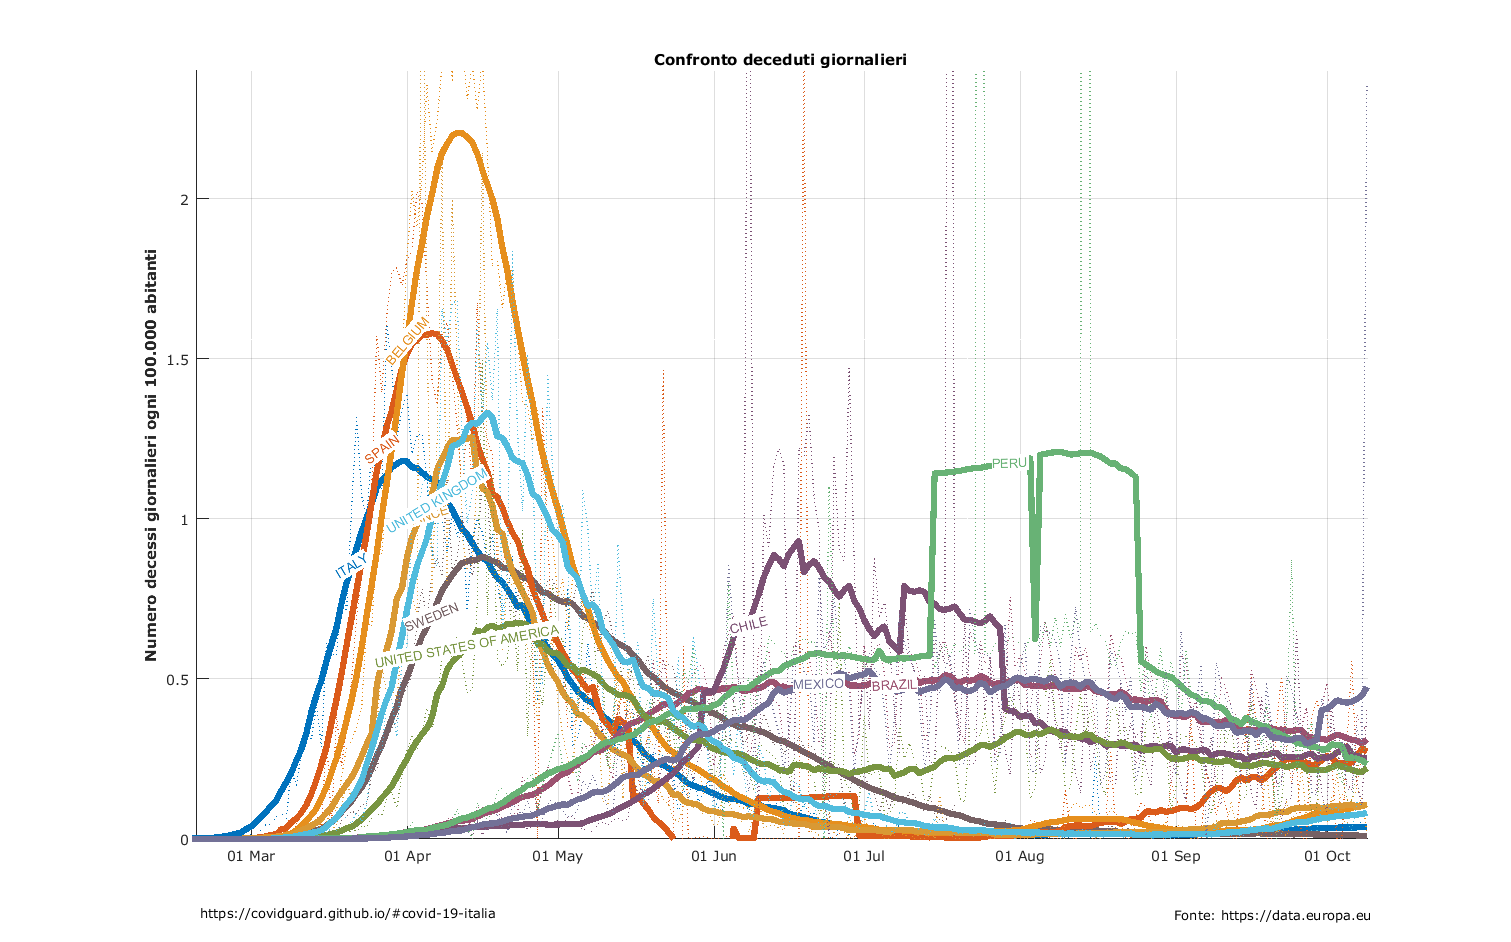 Confronto deceduti giornalieri
Numero decessi giornalieri ogni 100.000 abitanti
2
1.5
1
0.5
0
BELGIUM
SPAIN
ITALY
UNITED KINGDOM
SWEDEN
UNITED STATES OF AMERICA
CHILE
MEXICO
BRAZIL
PERU
01 Mar
01 Apr
01 May
01 Jun
01 Jul
01 Aug
01 Sep
01 Oct
https://covidguard.github.io/#covid-19-italia
Fonte: https://data.europa.eu